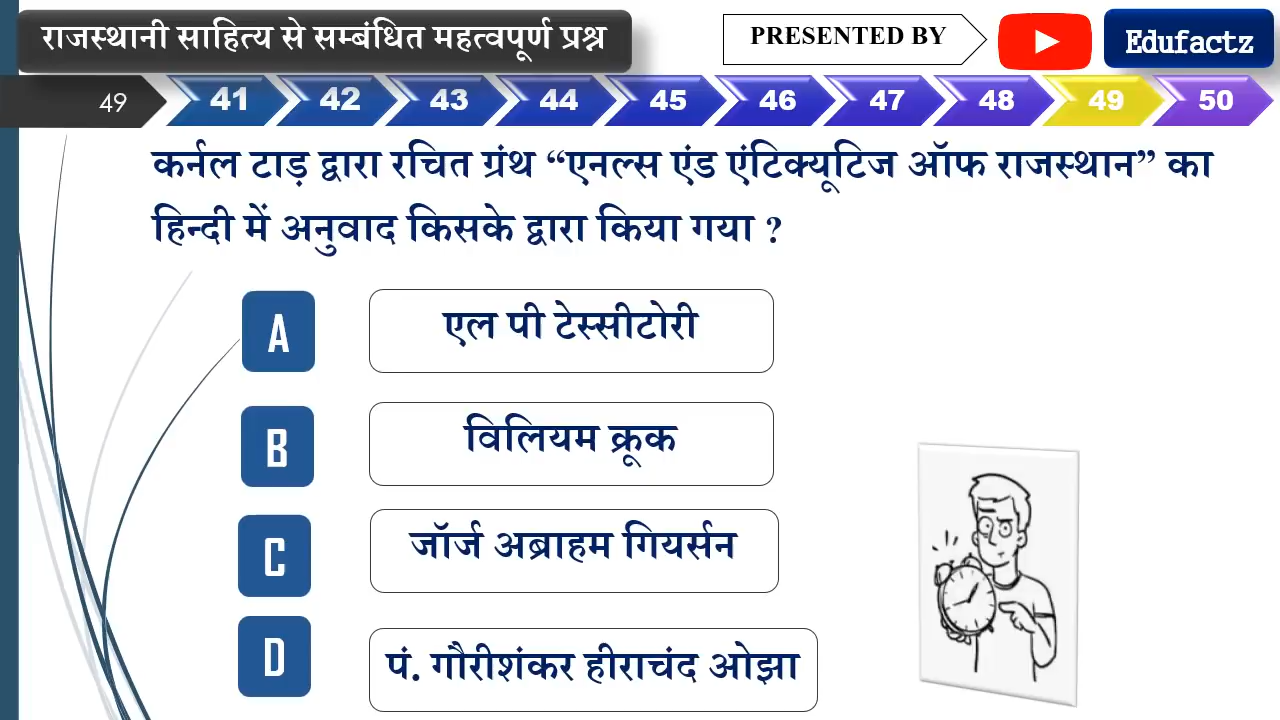 राजस्थानी साहित्य से सम्बंधित महत्वपूर्ण प्रश्न
PRESENTED BY
Edufactz
49 41 42 43 44 45 46 47 48 49 50
कर्नल टाड़ द्वारा रचित ग्रंथ “एनल्स एंड एंटिक्यूटिज ऑफ राजस्थान” का
हिन्दी में अनुवाद किसके द्वारा किया गया ?
A एल पी टेस्सीटोरी
B विलियम क्रूक
C जॉर्ज अब्राहम गियर्सन
D पं. गौरीशंकर हीराचंद ओझा